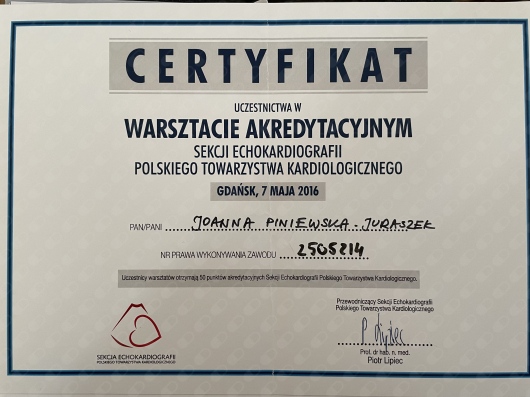 CERTYFIKAT
UCZESTNICTWA W
WARSZTACIE AKREDYTACYJNYM
SEKCJI ECHOKARDIOGRAFII
POLSKIEGO TOWARZYSTWA KARDIOLOGICZNEGO
GDAŃSK, 7 MAJA 2016
PAN/PANI JOANNA PINIEWSKA-JURASZEK
NR PRAWA WYKONYWANIA ZAWODU 2505214
Uczestnicy warsztatów otrzymają 50 punktów akredytacyjnych Sekcji Echokardiografii Polskiego Towarzystwa Kardiologicznego.
Przewodniczący Sekcji Echokardiografii
Polskiego Towarzystwa Kardiologicznego
P. Lipiec
Prof. dr hab. n. med.
Piotr Lipiec
SEKCJA ECHOKARDIOGRAFII
POLSKIEGO TOWARZYSTWA KARDIOLOGICZNEGO